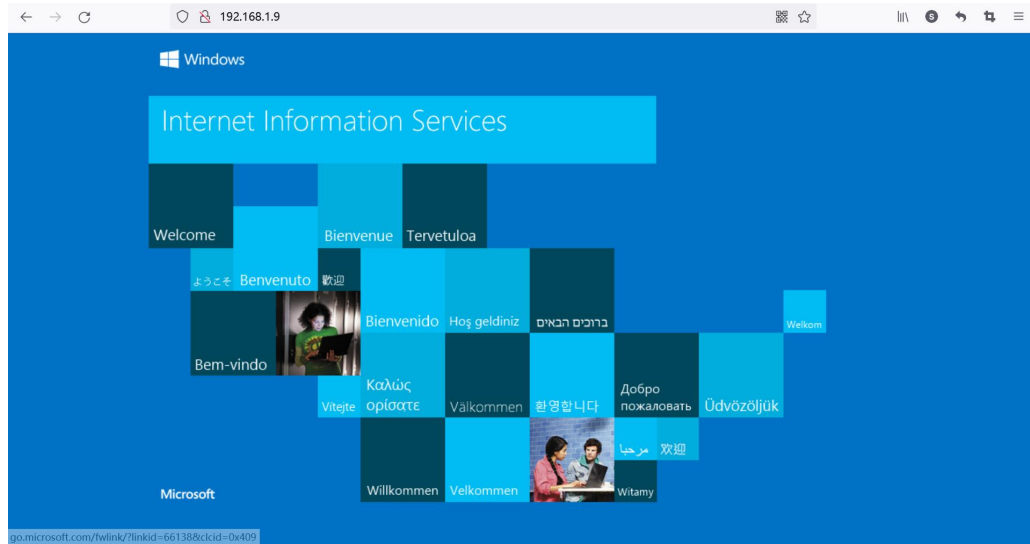 192.168.1.9
Windows
Internet Information Services
Welcome
Bienvenue
Tervetuloa
ようこそ
Benvenuto
歡迎
Bienvenido
Hoş geldiniz
ברוכים הבאים
Welkom
Bem-vindo
Vítejte
Καλώς
ορίσατε
Välkommen
환영합니다
Добро
пожаловать
Üdvözöljük
مرحبا
欢迎
Microsoft
Willkommen
Velkommen
Witamy
go.microsoft.com/fwlink/?linkid=66138&clcid=0x409